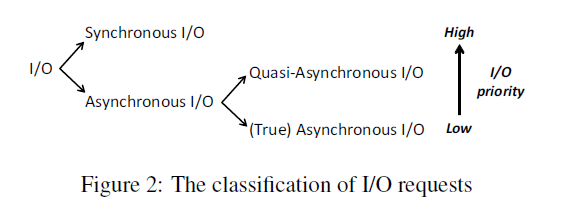 Synchronous I/O
High
I/O
Quasi-Asynchronous I/O
I/O
priority
Asynchronous I/O
(True) Asynchronous I/O
Low
Figure 2: The classification of I/O requests